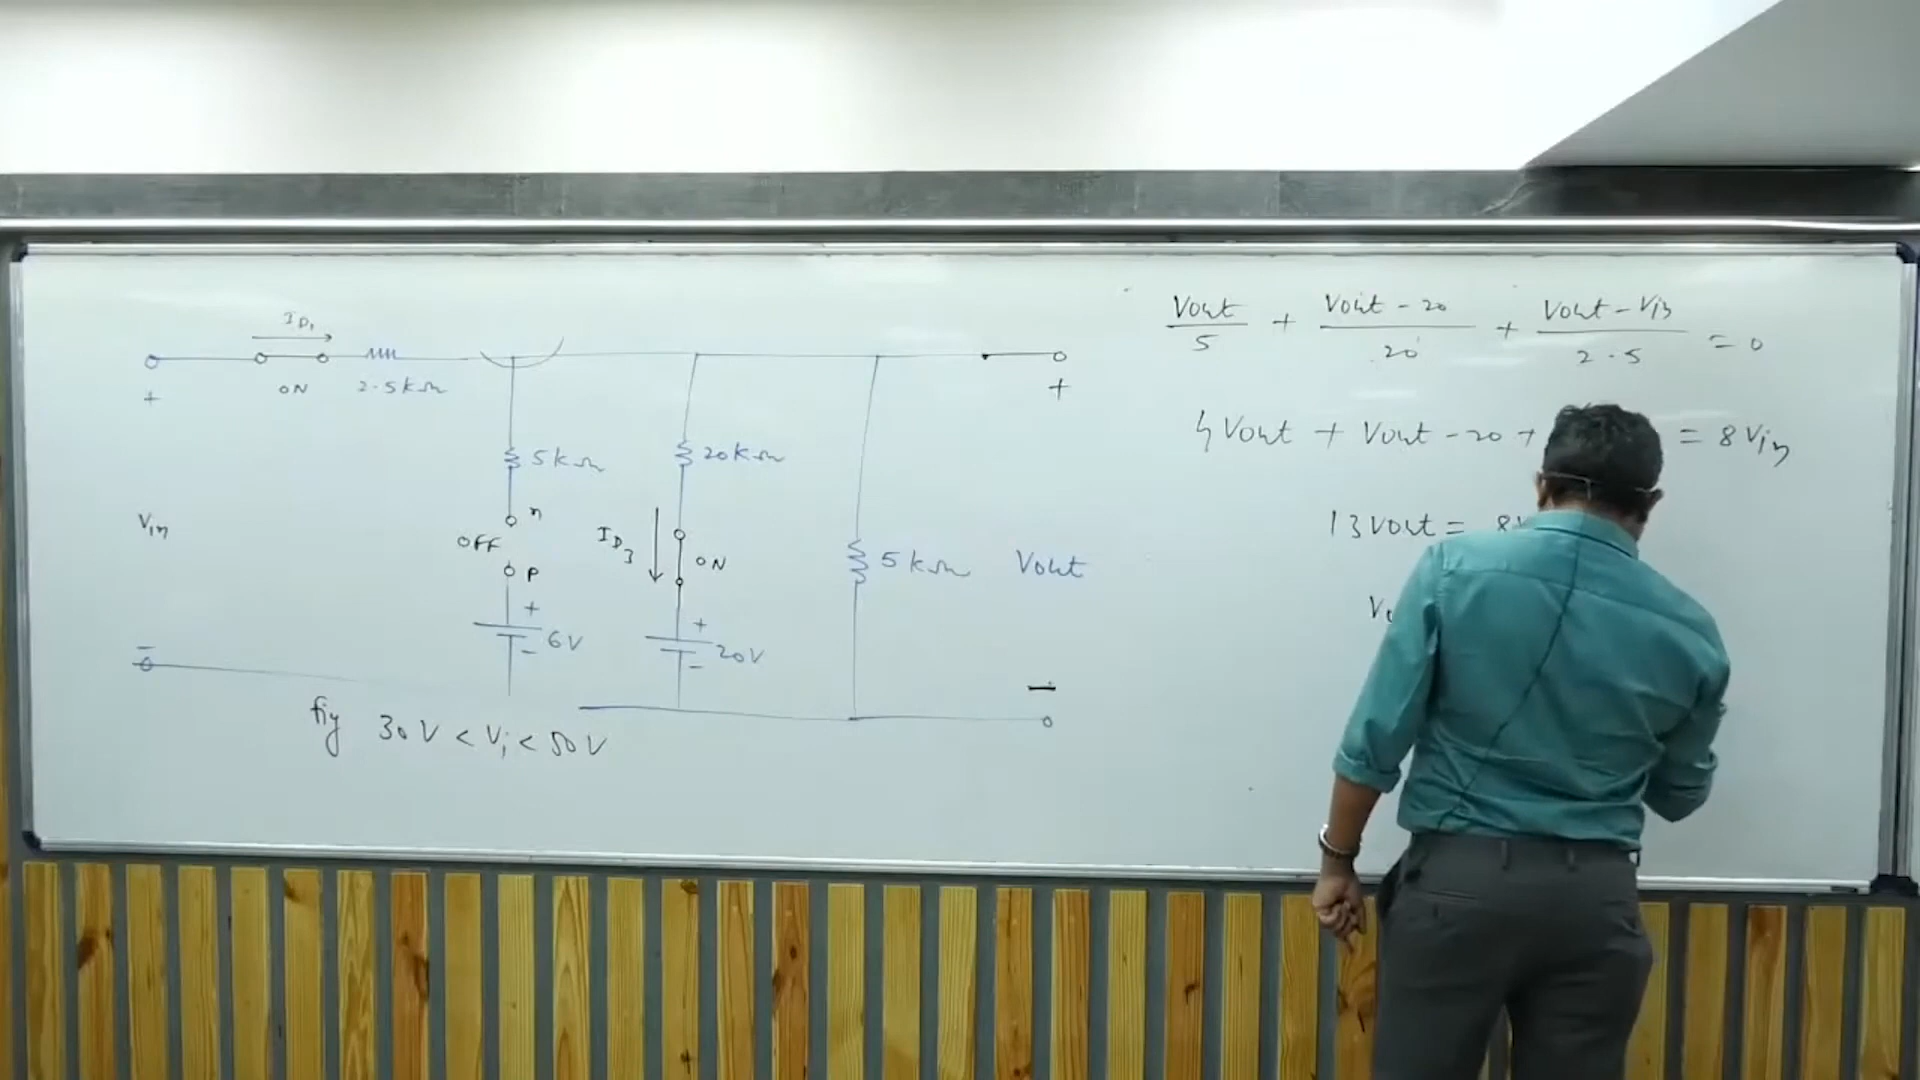 ID1
+
ON
2.5kΩ
5kΩ
20kΩ
+
n
OFF
P
ID3
ON
5kΩ
Vout
Vin
+
6V
-
+
20V
-
-
-
fig 30V < Vi < 50V
Vout/5 + Vout - 20/20 + Vout - Vin/2.5 = 0
4Vout + Vout - 20 + = 8Vin
13Vout =